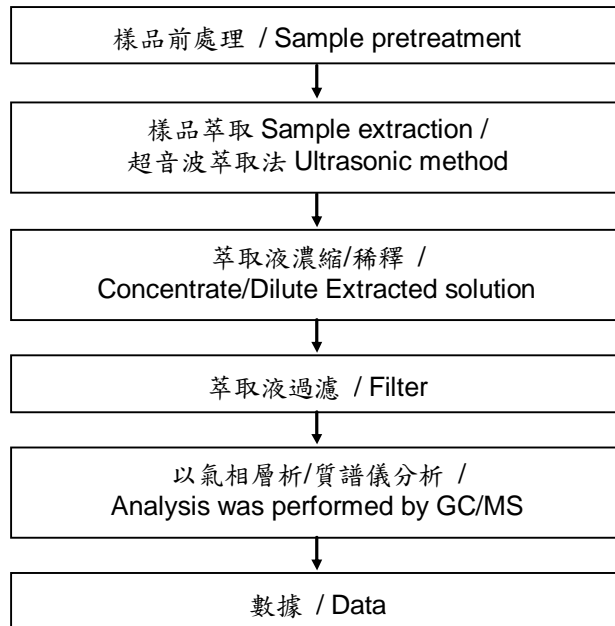 樣品前處理 / Sample pretreatment
樣品萃取 Sample extraction /
超音波萃取法 Ultrasonic method
萃取液濃縮/稀釋 /
Concentrate/Dilute Extracted solution
萃取液過濾 / Filter
以氣相層析/質譜儀分析 /
Analysis was performed by GC/MS
數據 / Data